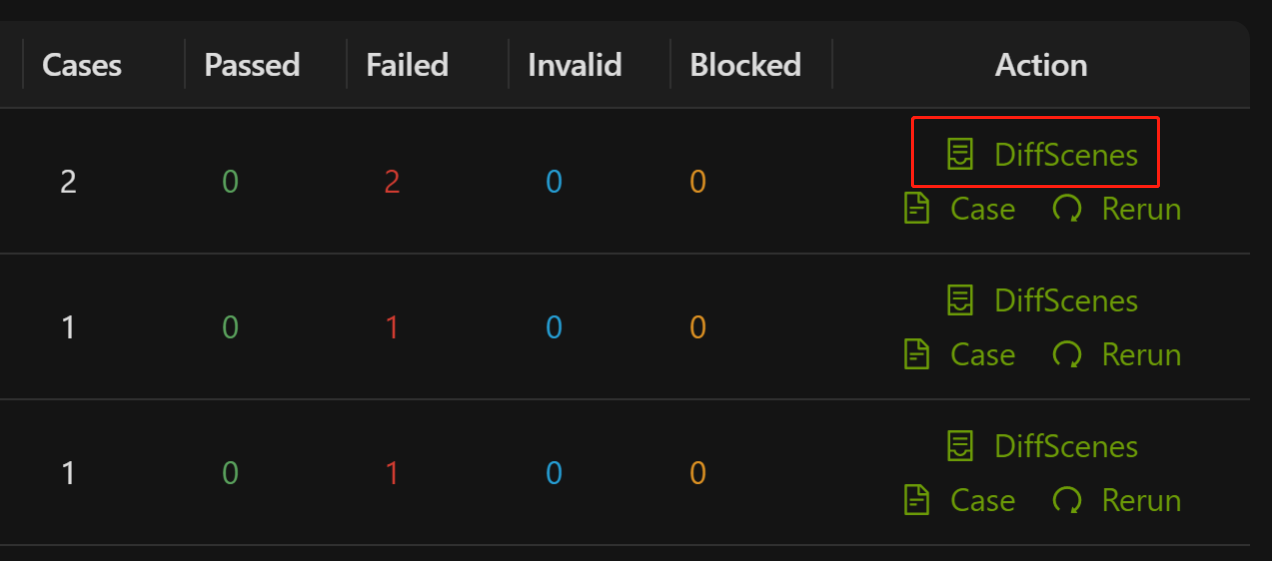 Cases Passed Failed Invalid Blocked Action
DiffScenes
2 0 2 0 0
Case Rerun
DiffScenes
1 0 1 0 0
Case Rerun
DiffScenes
1 0 1 0 0
Case Rerun